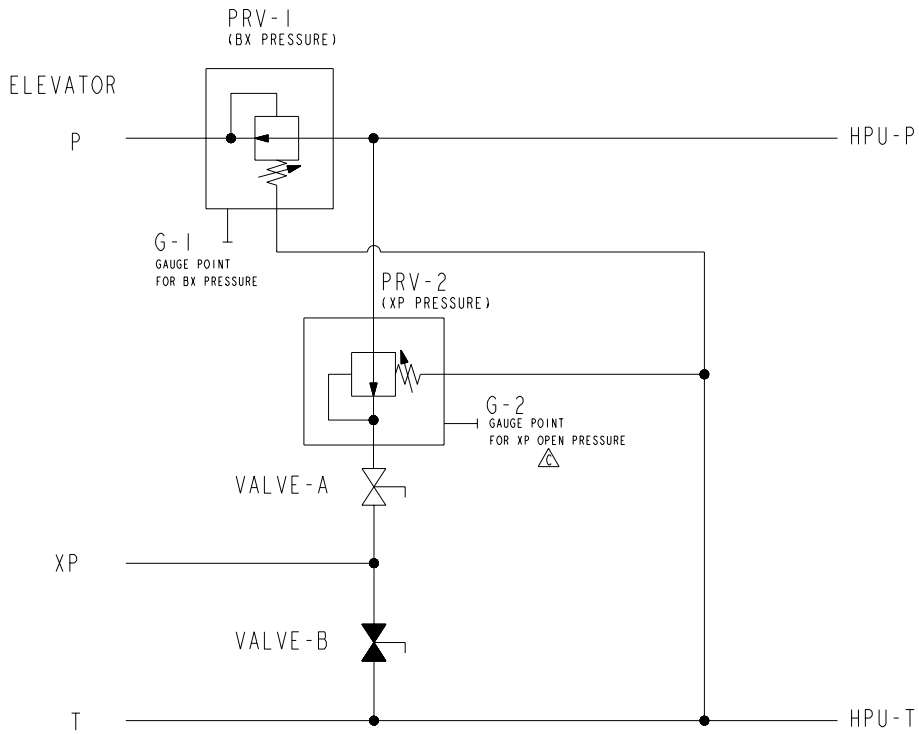 PRV-1
(BX PRESSURE)
ELEVATOR
P
HPU-P
G-1
GAUGE POINT
FOR BX PRESSURE
PRV-2
(XP PRESSURE)
G-2
GAUGE POINT
FOR XP OPEN PRESSURE
C
VALVE-A
XP
VALVE-B
T
HPU-T